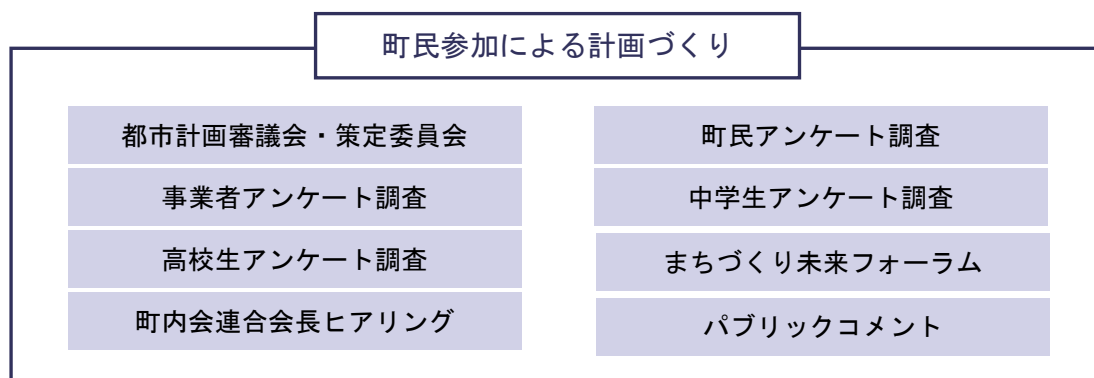 町民参加による計画づくり
都市計画審議会・策定委員会
事業者アンケート調査
高校生アンケート調査
町内会連合会長ヒアリング
町民アンケート調査
中学生アンケート調査
まちづくり未来フォーラム
パブリックコメント